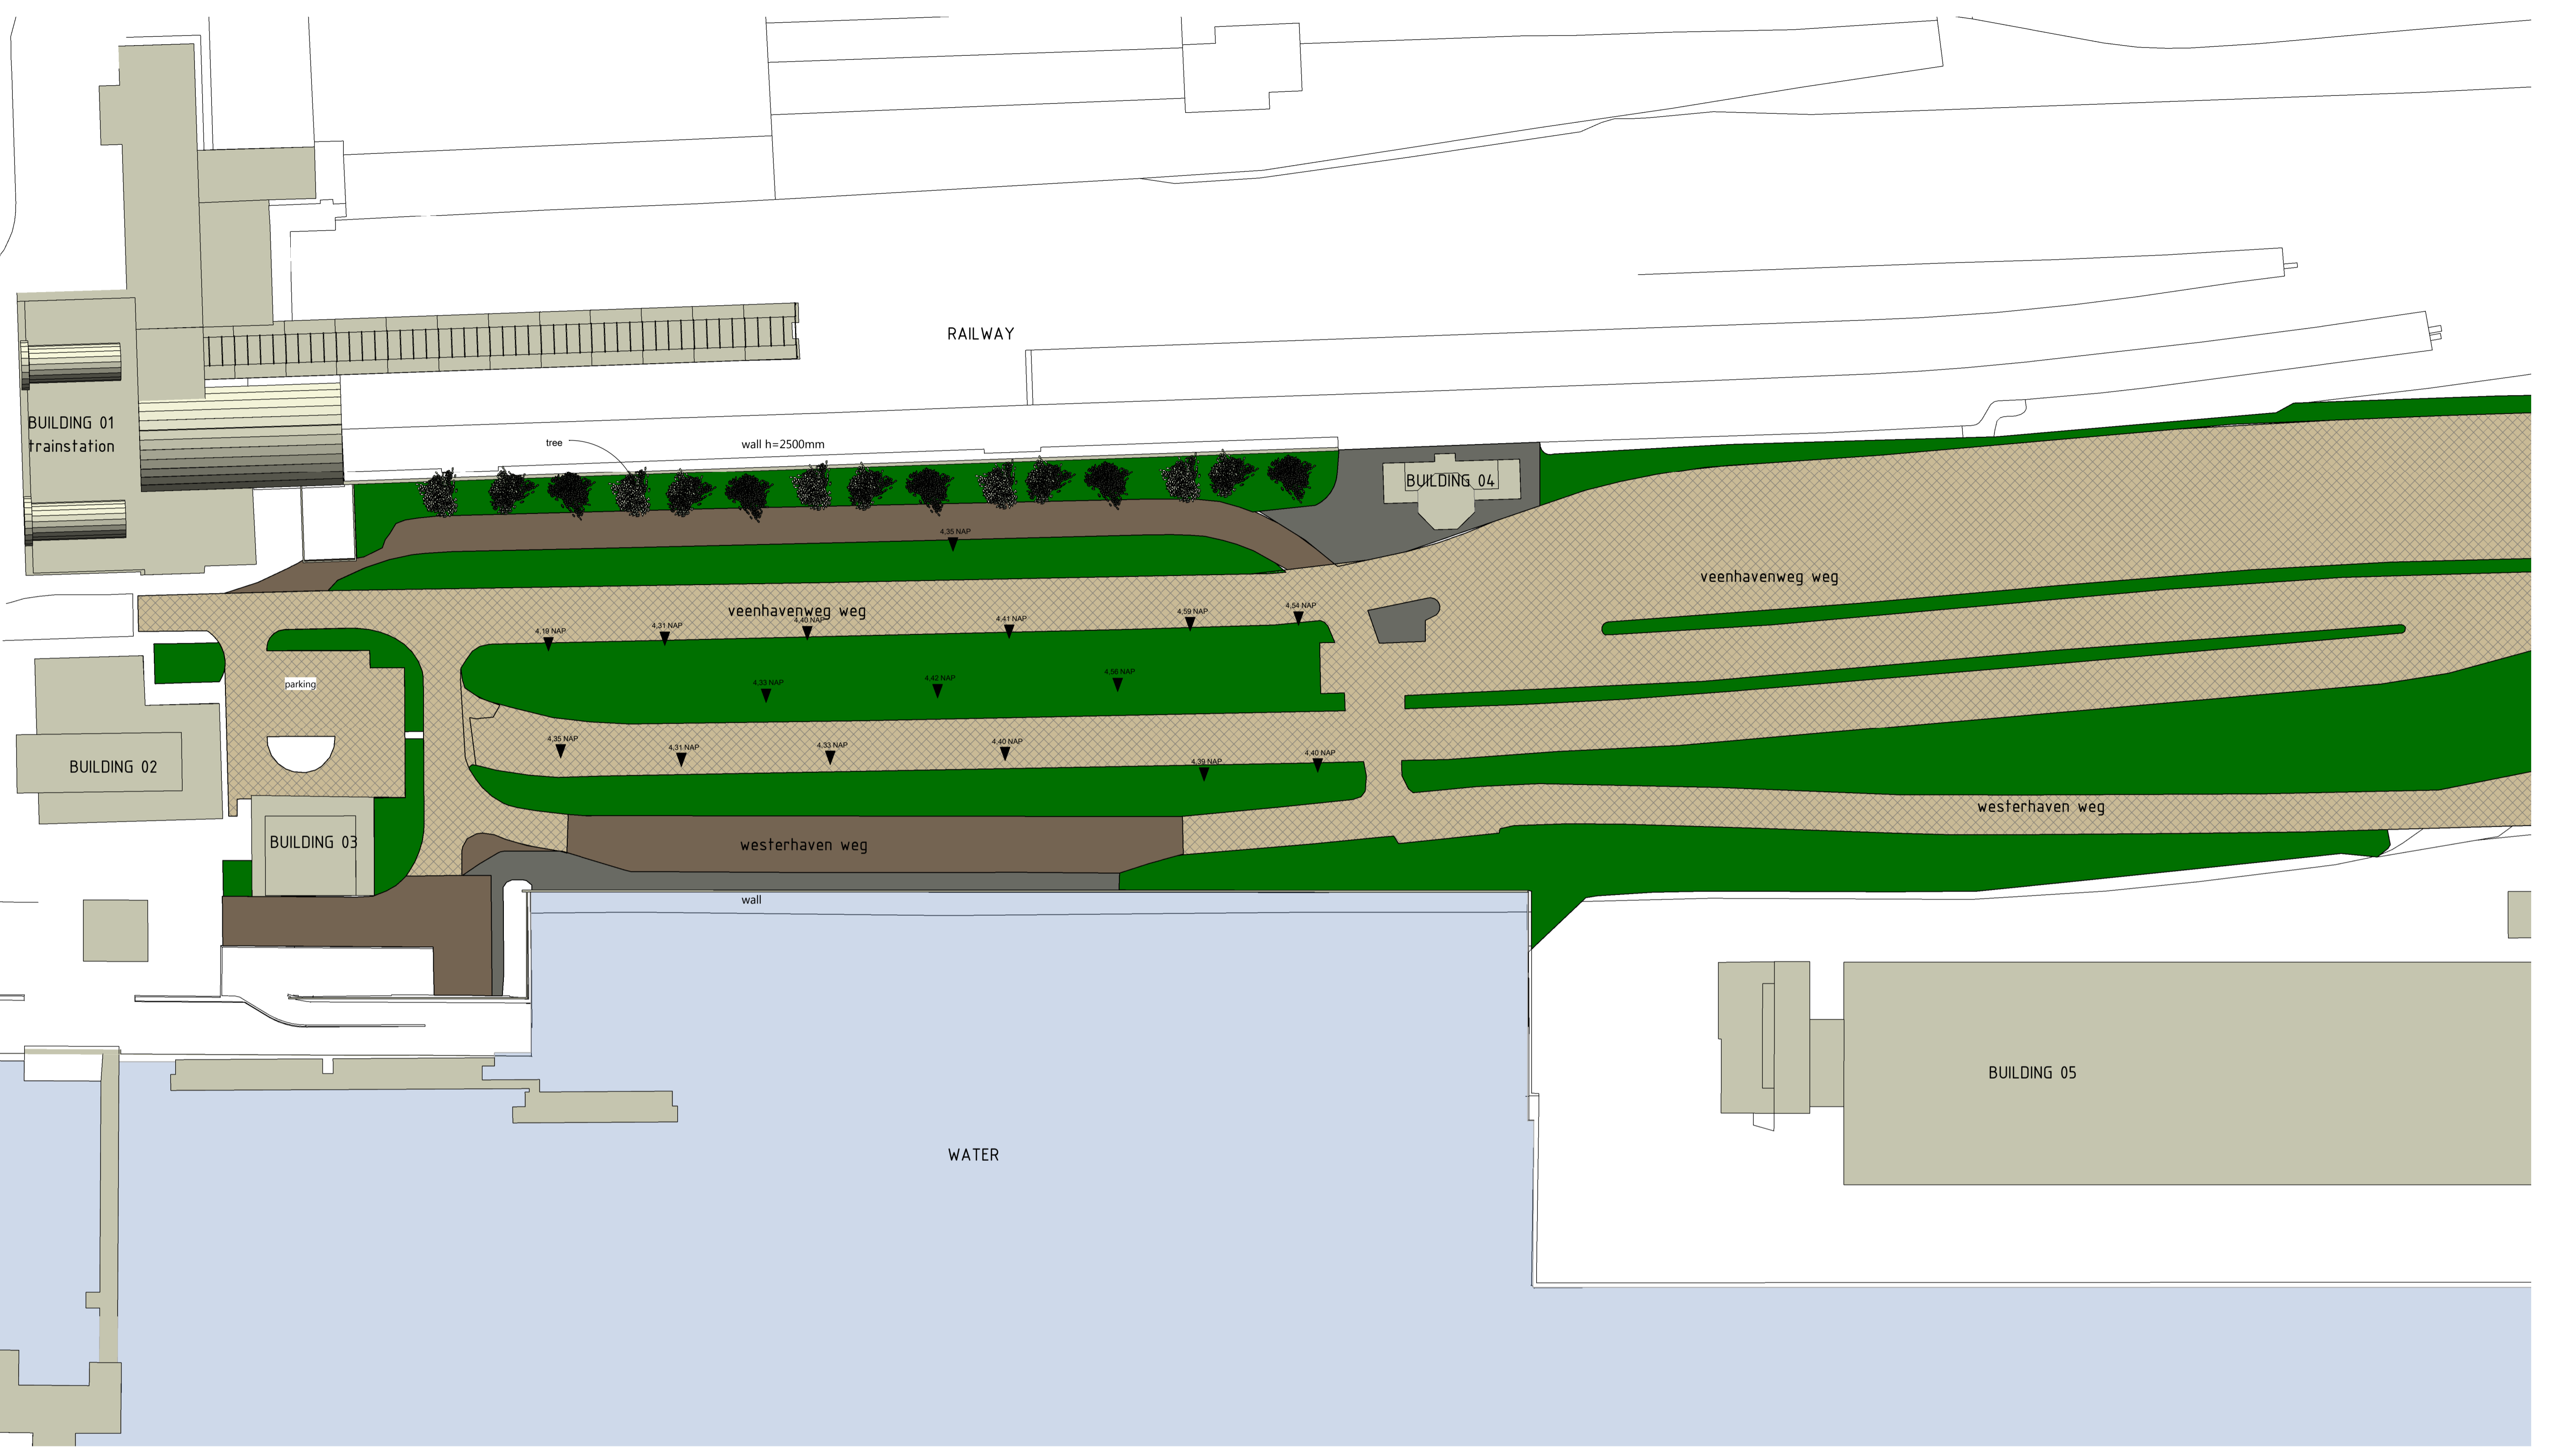 RAILWAY
BUILDING 01
trainstation
tree
wall h=2500mm
BUILDING 04
4,35 NAP
veenhavenweg weg
veenhavenweg weg
4,19 NAP
4,31 NAP
4,40 NAP
4,41 NAP
4,59 NAP
4,54 NAP
parking
4,33 NAP
4,42 NAP
4,56 NAP
4,35 NAP
4,31 NAP
4,33 NAP
4,40 NAP
4,39 NAP
4,40 NAP
BUILDING 02
westerhaven weg
BUILDING 03
westerhaven weg
wall
BUILDING 05
WATER